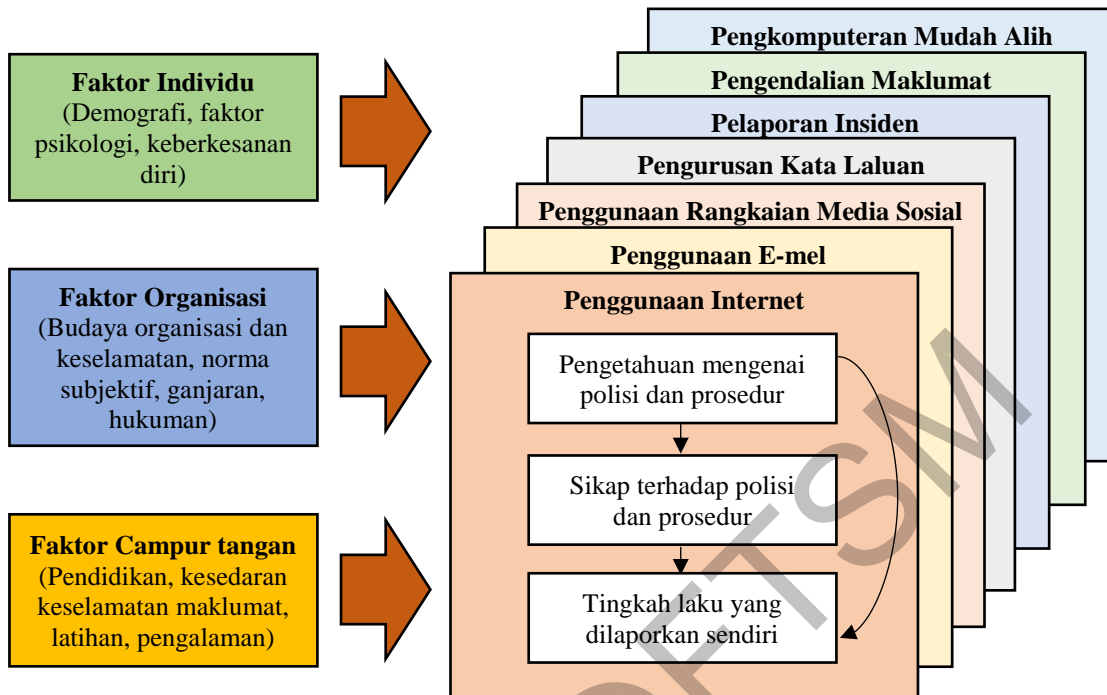 Faktor Individu
(Demografi, faktor
psikologi, keberkesanan
diri)
Faktor Organisasi
(Budaya organisasi dan
keselamatan, norma
subjektif, ganjaran,
hukuman)
Faktor Campur tangan
(Pendidikan, kesedaran
keselamatan maklumat,
latihan, pengalaman)
Pengkomputeran Mudah Alih
Pengendalian Maklumat
Pelaporan Insiden
Pengurusan Kata Laluan
Penggunaan Rangkaian Media Sosial
Penggunaan E-mel
Penggunaan Internet
Pengetahuan mengenai
polisi dan prosedur
Sikap terhadap polisi
dan prosedur
Tingkah laku yang
dilaporkan sendiri